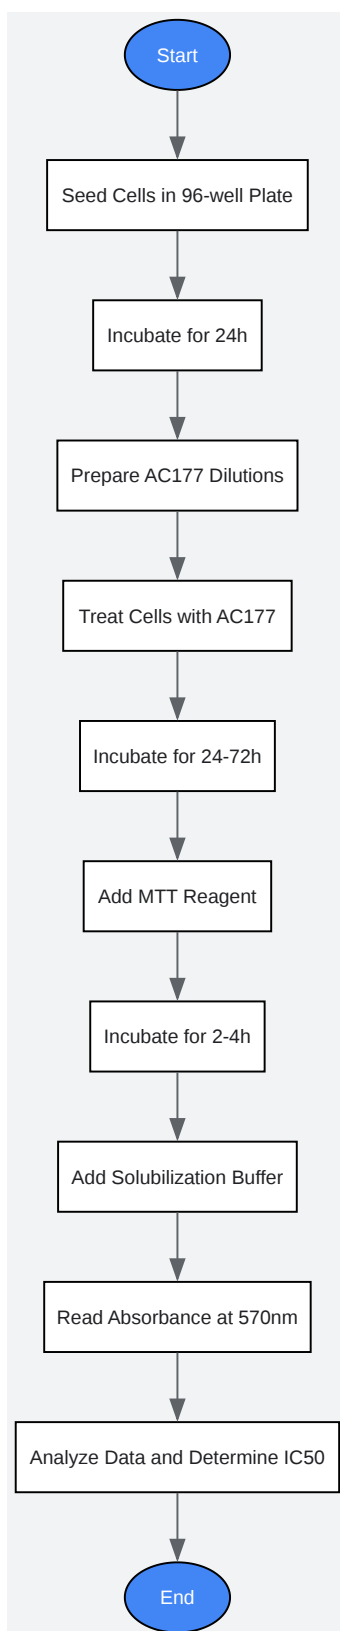 Start
Seed Cells in 96-well Plate
Incubate for 24h
Prepare AC177 Dilutions
Treat Cells with AC177
Incubate for 24-72h
Add MTT Reagent
Incubate for 2-4h
Add Solubilization Buffer
Read Absorbance at 570nm
Analyze Data and Determine IC50
End